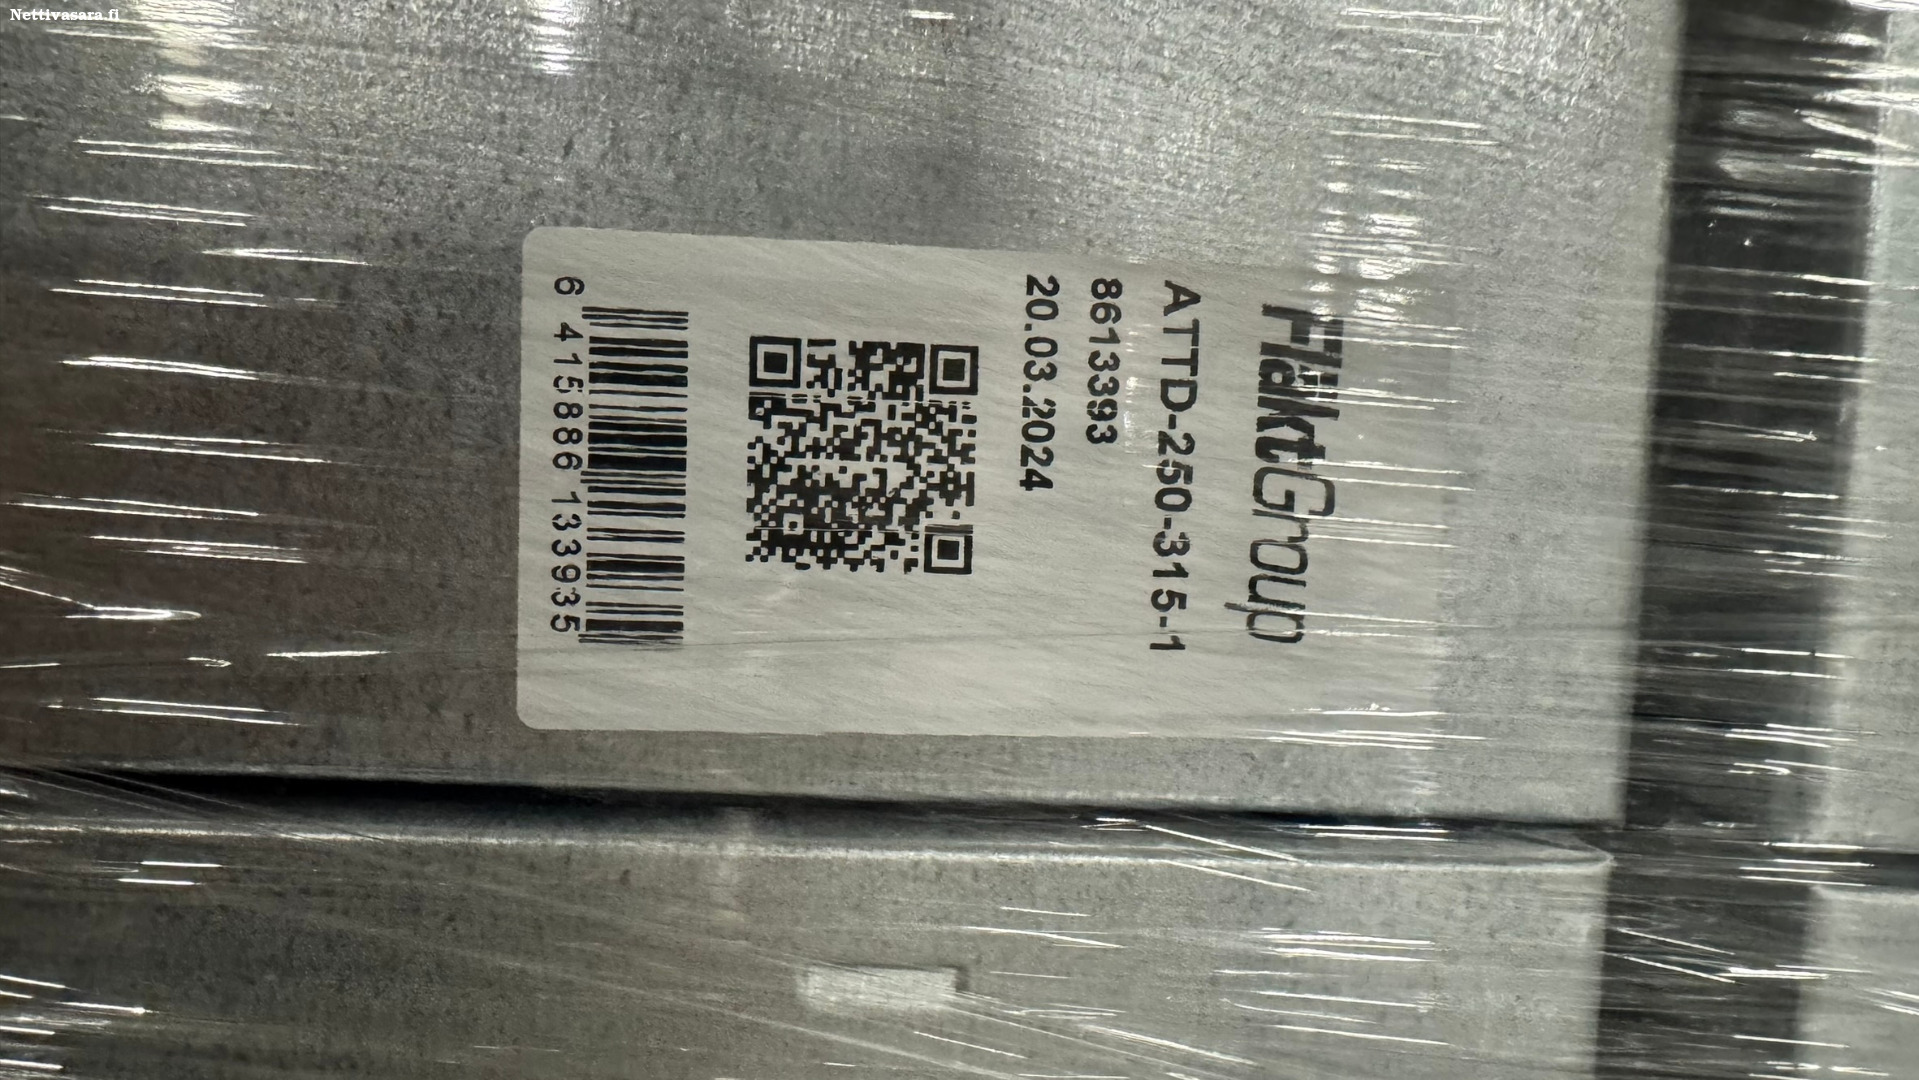 Nettivasara.fi
FläktGroup
ATTD-250-315-1
8613393
20.03.2024
6 415886 133935